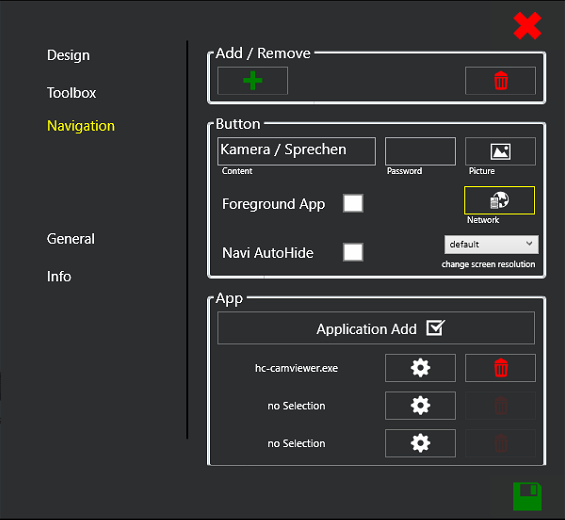 Design
Toolbox
Navigation
General
Info
Add / Remove
Button
Kamera / Sprechen
Content
Password
Picture
Foreground App
Network
Navi AutoHide
default
change screen resolution
App
Application Add
hc-camviewer.exe
no Selection
no Selection